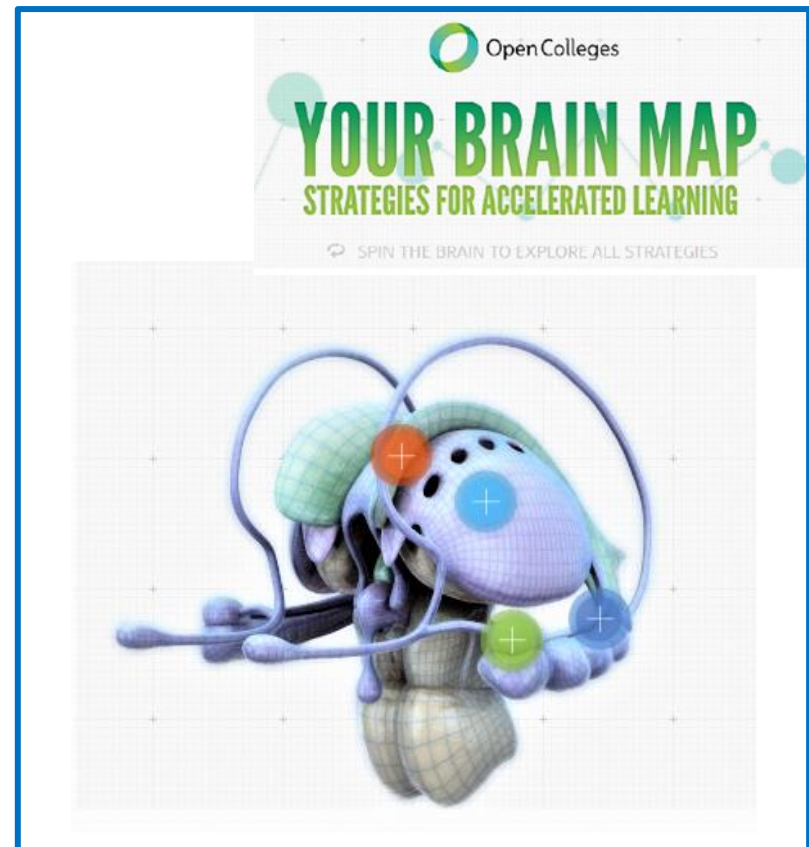 Open Colleges
YOUR BRAIN MAP
STRATEGIES FOR ACCELERATED LEARNING
SPIN THE BRAIN TO EXPLORE ALL STRATEGIES